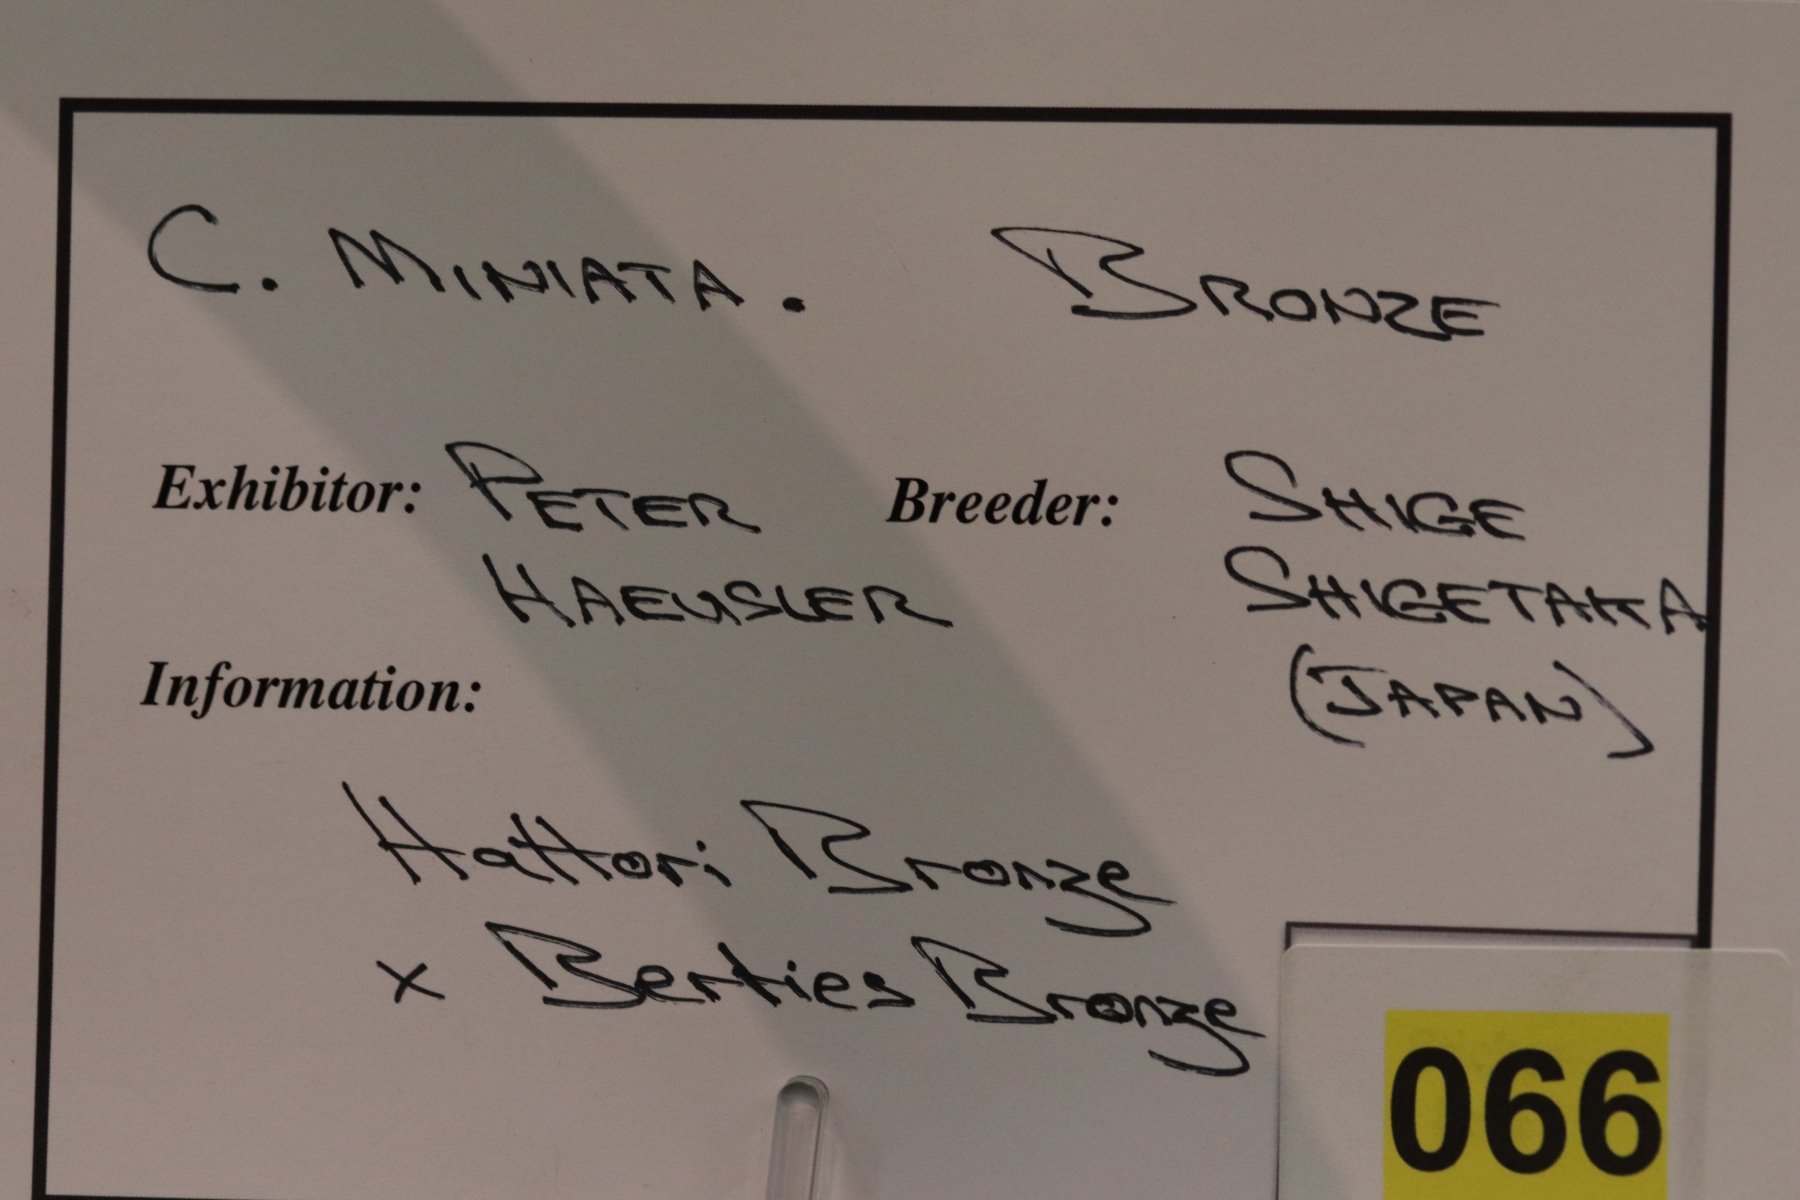 C. MINIATA. BRONZE
Exhibitor: PETER Breeder: SHIGE
HAEUSLER SHIGETAKA
Information: (JAPAN)
Hattori Bronze
x Berties Bronze
066